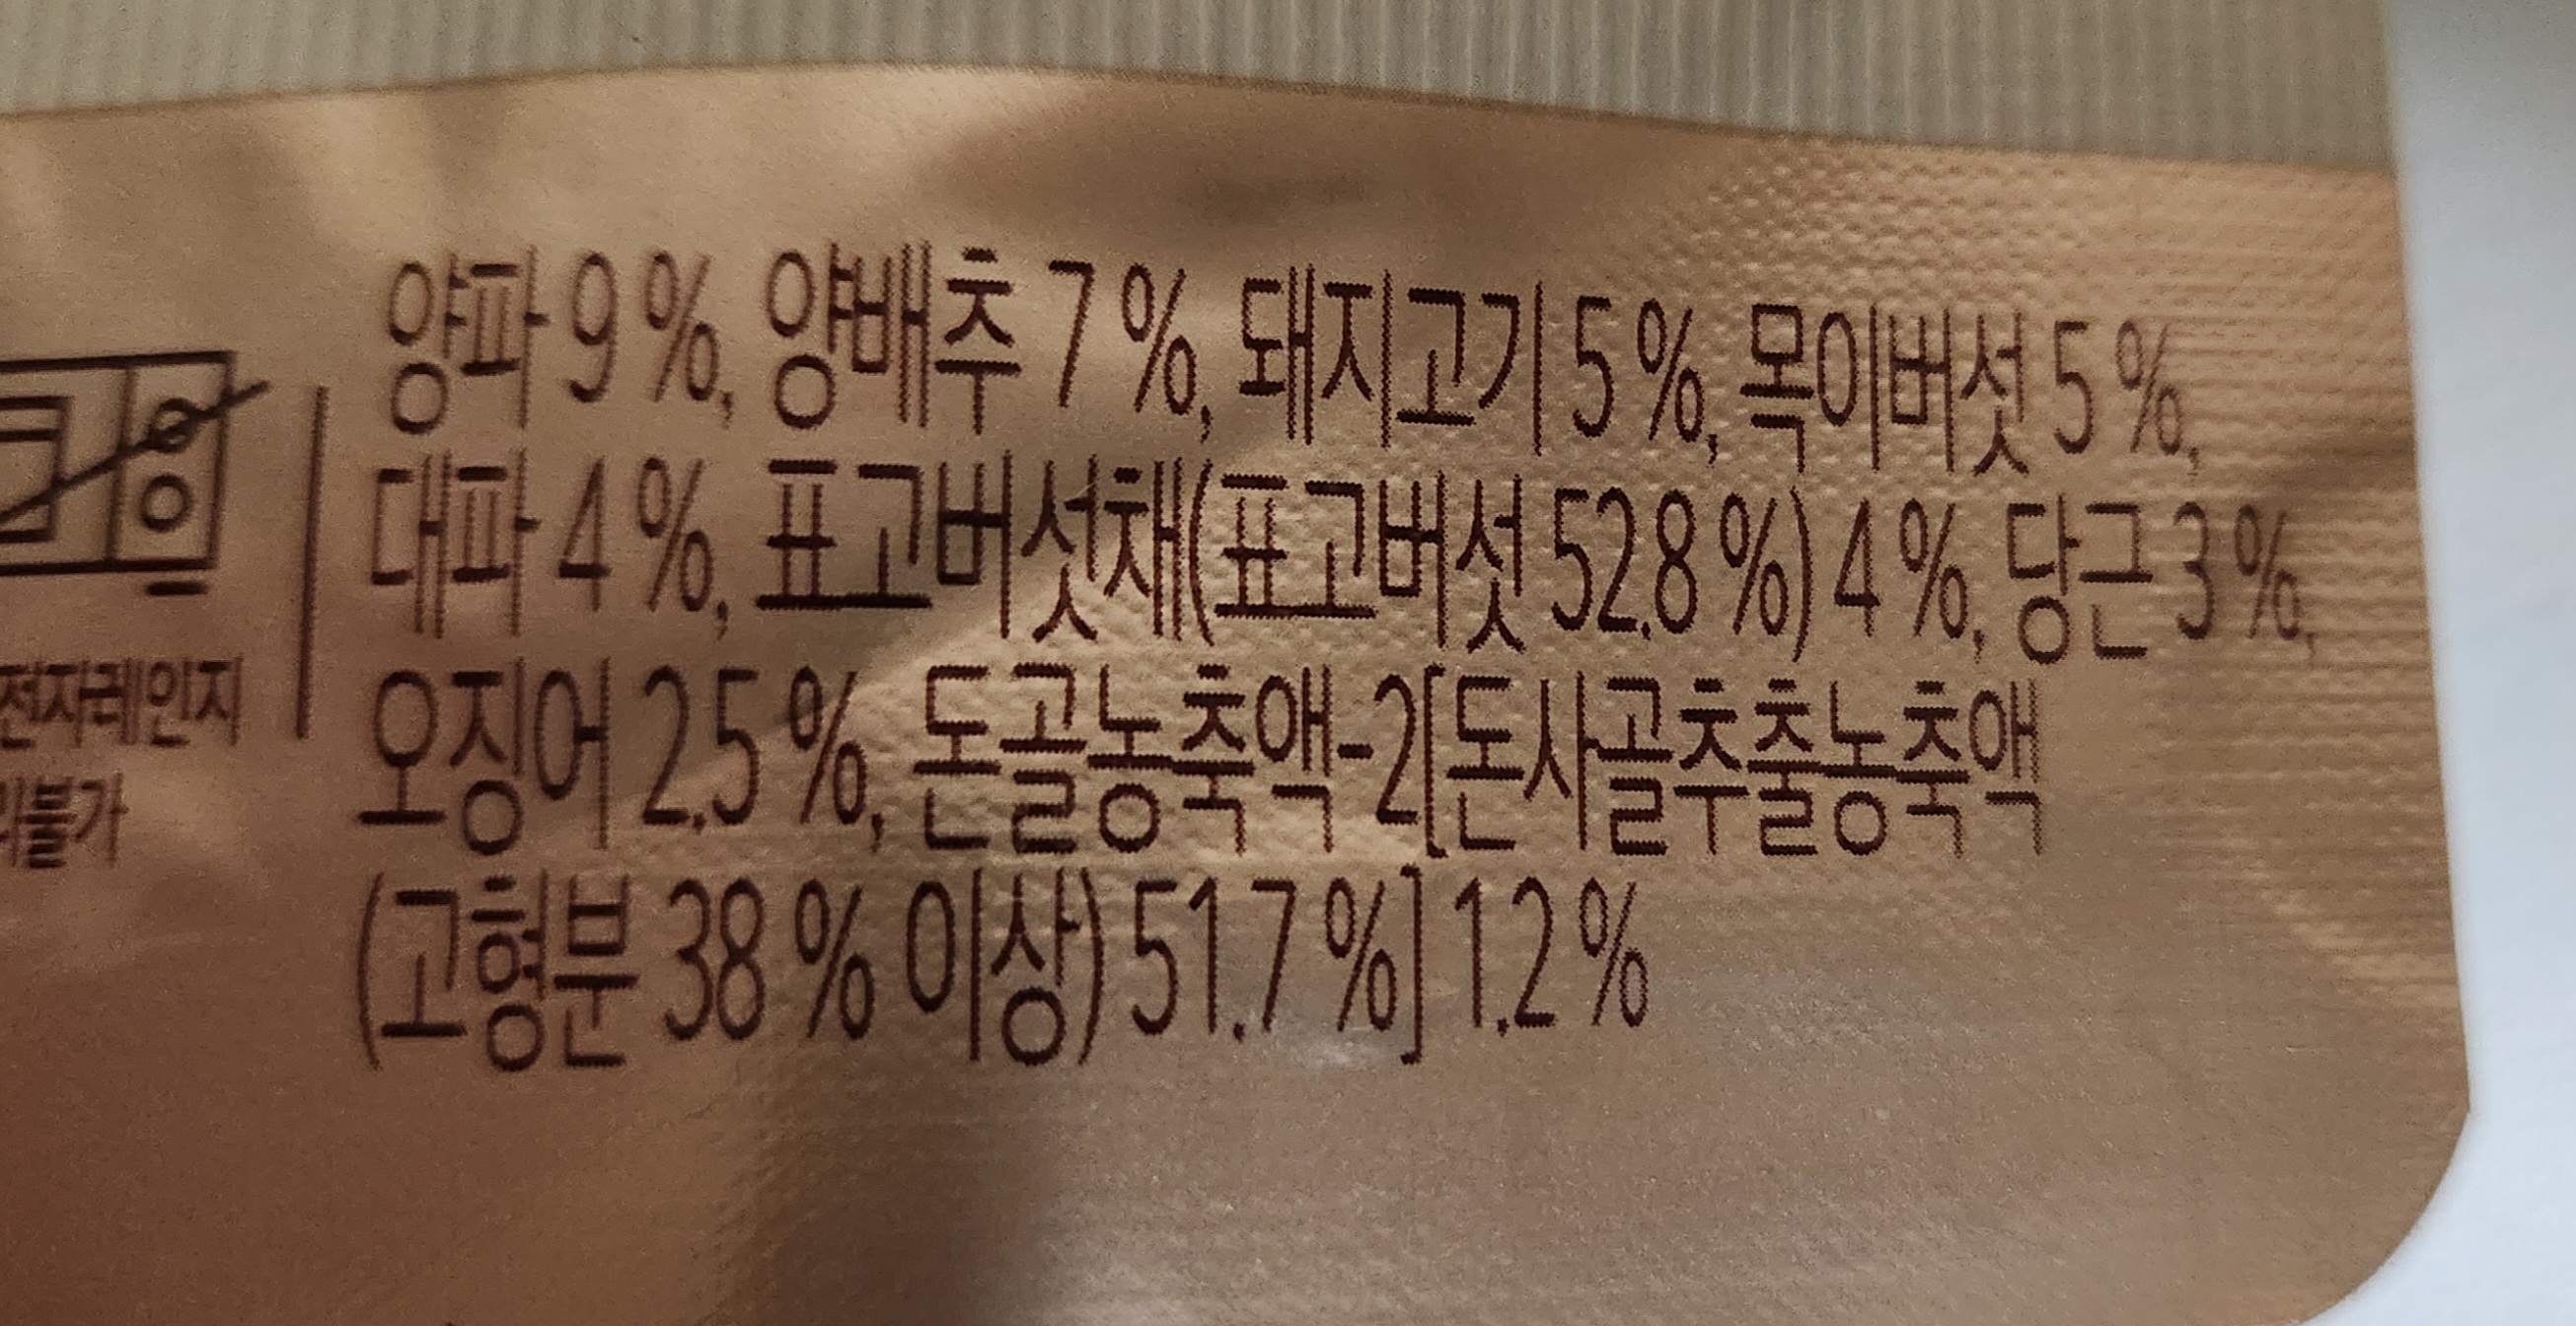 양파 9 %, 양배추 7 %, 돼지고기 5 %, 목이버섯 5 %,
대파 4 %, 표고버섯채(표고버섯 52.8 %) 4 %, 당근 3 %,
오징어 2.5 %, 돈골농축액-2[돈사골추출농축액
(고형분 38 % 이상) 51.7 %] 1.2 %
전자레인지
불가